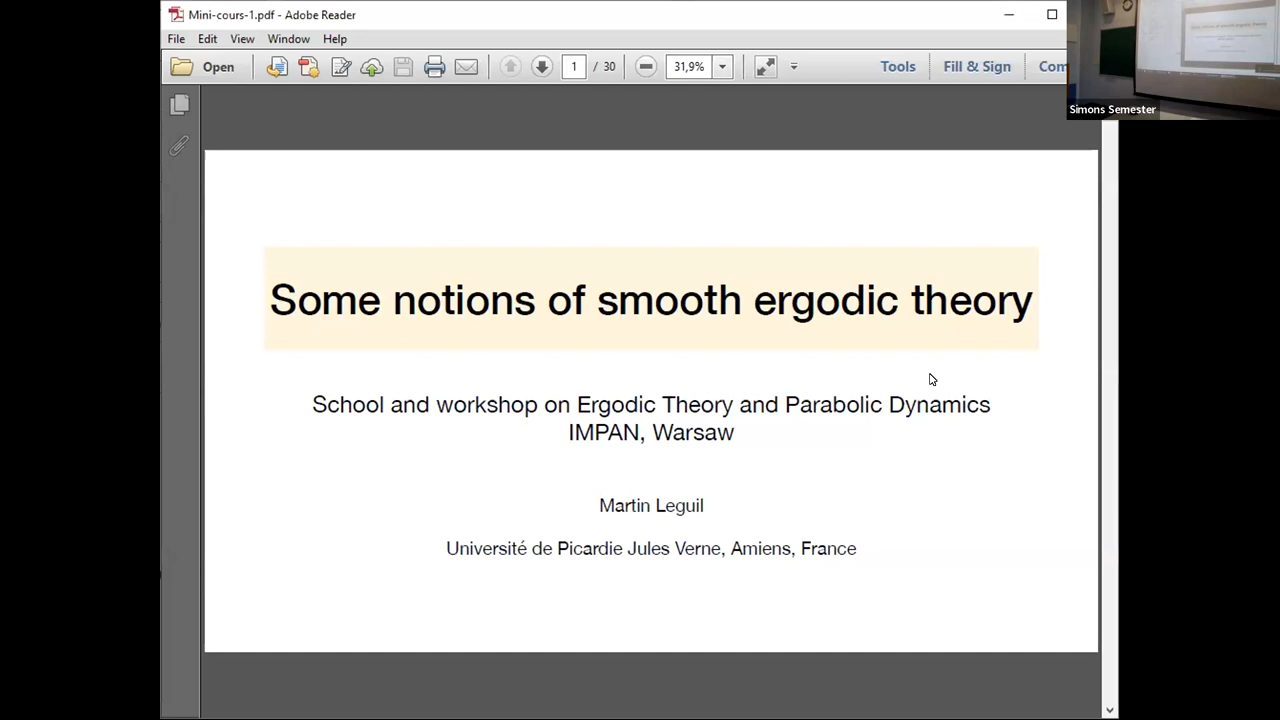 Mini-cours-1.pdf - Adobe Reader
File Edit View Window Help
Open 1 / 30 31,9% Tools Fill & Sign Com
Simons Semester
Some notions of smooth ergodic theory
School and workshop on Ergodic Theory and Parabolic Dynamics
IMPAN, Warsaw
Martin Leguil
Université de Picardie Jules Verne, Amiens, France